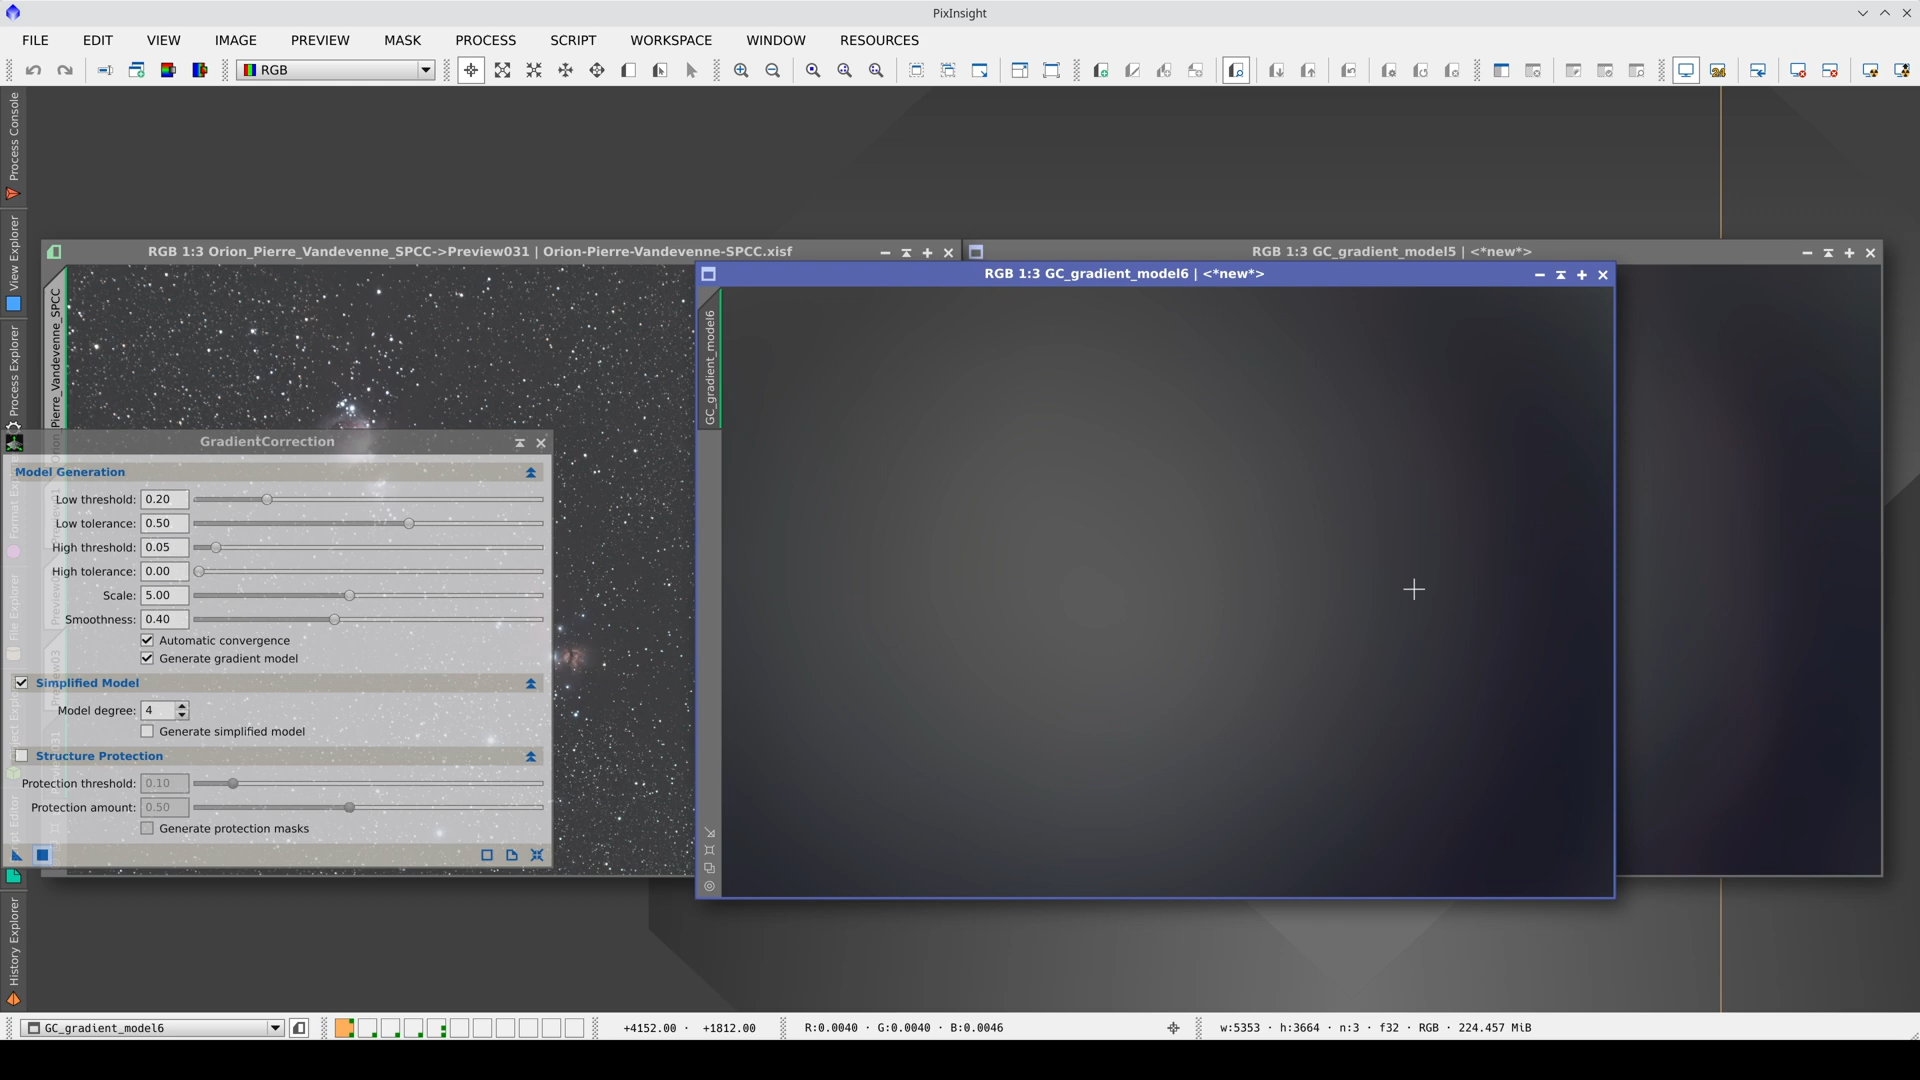 PixInsight
FILE EDIT VIEW IMAGE PREVIEW MASK PROCESS SCRIPT WORKSPACE WINDOW RESOURCES
RGB
24
Process Console
View Explorer
Process Explorer
File Explorer
History Explorer
RGB 1:3 Orion_Pierre_Vandevenne_SPCC->Preview031 | Orion-Pierre-Vandevenne-SPCC.xisf
RGB 1:3 GC_gradient_model5 | <*new*>
RGB 1:3 GC_gradient_model6 | <*new*>
GC_gradient_model6
GradientCorrection
Model Generation
Low threshold: 0.20
Low tolerance: 0.50
High threshold: 0.05
High tolerance: 0.00
Scale: 5.00
Smoothness: 0.40
Automatic convergence
Generate gradient model
Simplified Model
Model degree: 4
Generate simplified model
Structure Protection
Protection threshold: 0.10
Protection amount: 0.50
Generate protection masks
GC_gradient_model6
+4152.00 · +1812.00
R:0.0040 · G:0.0040 · B:0.0046
w:5353 · h:3664 · n:3 · f32 · RGB · 224.457 MiB